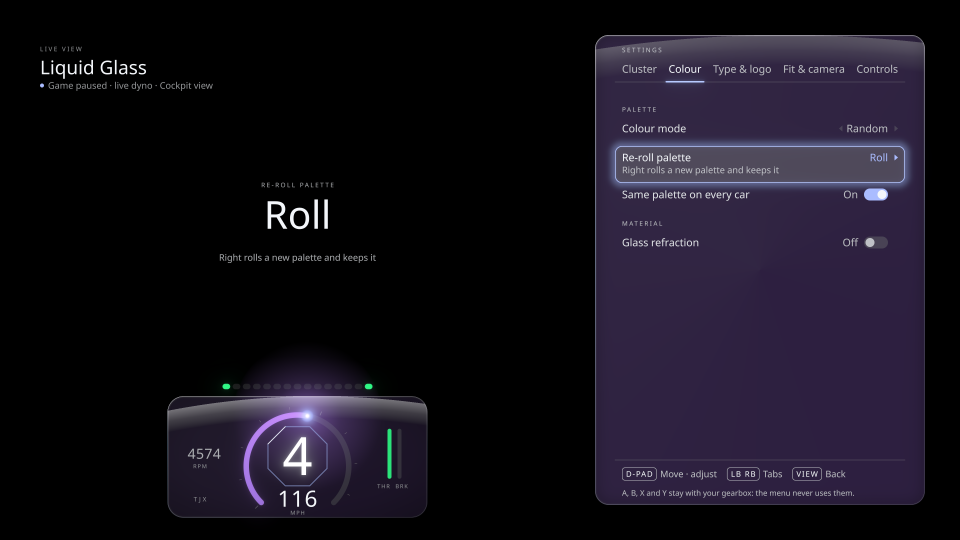 LIVE VIEW
Liquid Glass
Game paused · live dyno · Cockpit view
RE-ROLL PALETTE
Roll
Right rolls a new palette and keeps it
4574
RPM
TJX
4
116
MPH
THR BRK
SETTINGS
Cluster Colour Type & logo Fit & camera Controls
PALETTE
Colour mode Random
Re-roll palette Roll
Right rolls a new palette and keeps it
Same palette on every car On
MATERIAL
Glass refraction Off
D-PAD Move · adjust LB RB Tabs VIEW Back
A, B, X and Y stay with your gearbox: the menu never uses them.